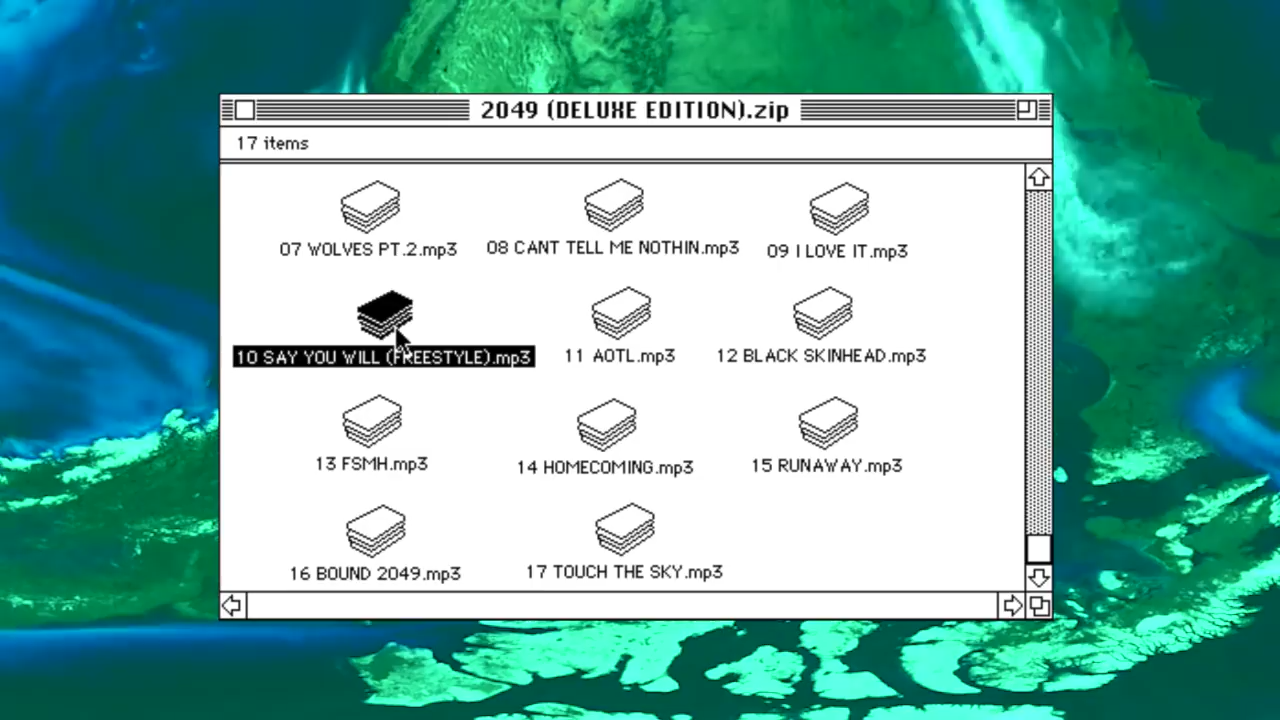 2049 (DELUXE EDITION).zip
17 items
07 WOLVES PT.2.mp3
08 CANT TELL ME NOTHIN.mp3
09 I LOVE IT.mp3
10 SAY YOU WILL (FREESTYLE).mp3
11 AOTL.mp3
12 BLACK SKINHEAD.mp3
13 FSMH.mp3
14 HOMECOMING.mp3
15 RUNAWAY.mp3
16 BOUND 2049.mp3
17 TOUCH THE SKY.mp3